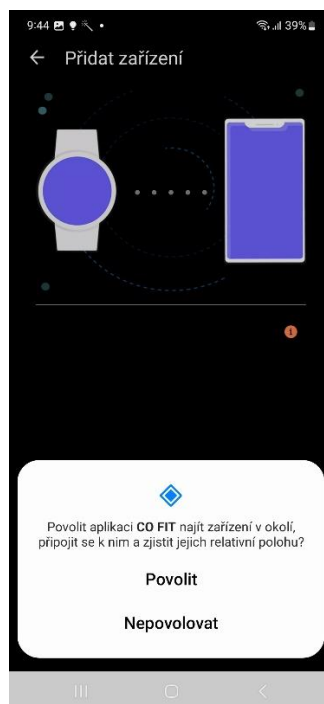 9:44 39%
Přidat zařízení
Povolit aplikaci CO FIT najít zařízení v okolí,
připojit se k nim a zjistit jejich relativní polohu?
Povolit
Nepovolovat